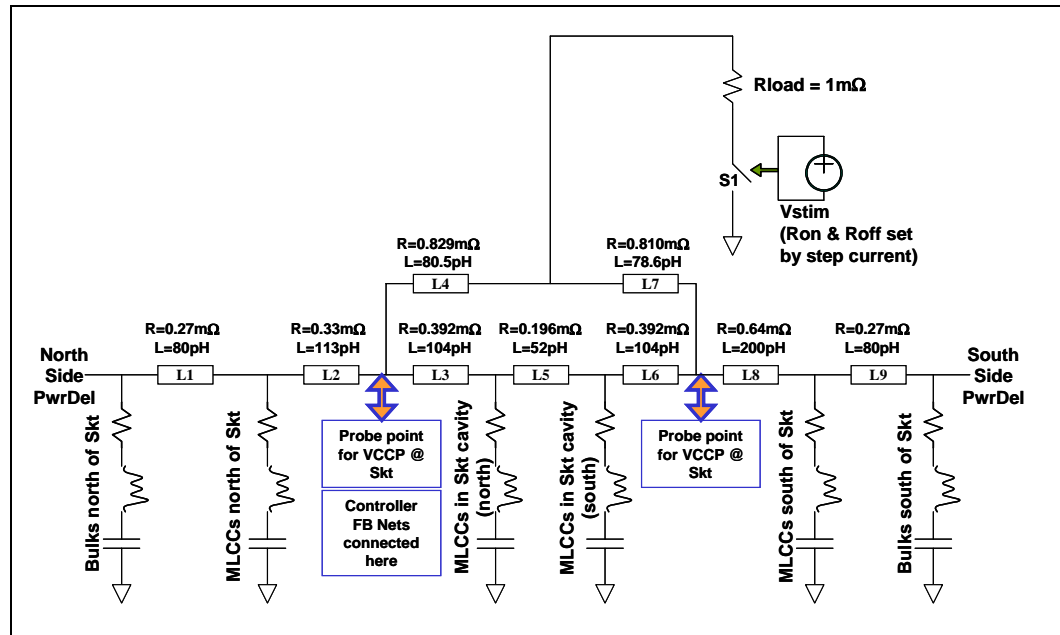 Rload = 1mΩ
S1
Vstim
(Ron & Roff set
by step current)
R=0.829mΩ
L=80.5pH
L4
R=0.810mΩ
L=78.6pH
L7
R=0.27mΩ
L=80pH
L1
R=0.33mΩ
L=113pH
L2
R=0.392mΩ
L=104pH
L3
R=0.196mΩ
L=52pH
L5
R=0.392mΩ
L=104pH
L6
R=0.64mΩ
L=200pH
L8
R=0.27mΩ
L=80pH
L9
North
Side
PwrDel
South
Side
PwrDel
Bulks north of Skt
MLCCs north of Skt
Probe point
for VCCP @
Skt
Controller
FB Nets
connected
here
MLCCs in Skt cavity
(north)
MLCCs in Skt cavity
(south)
Probe point
for VCCP @
Skt
MLCCs south of Skt
Bulks south of Skt